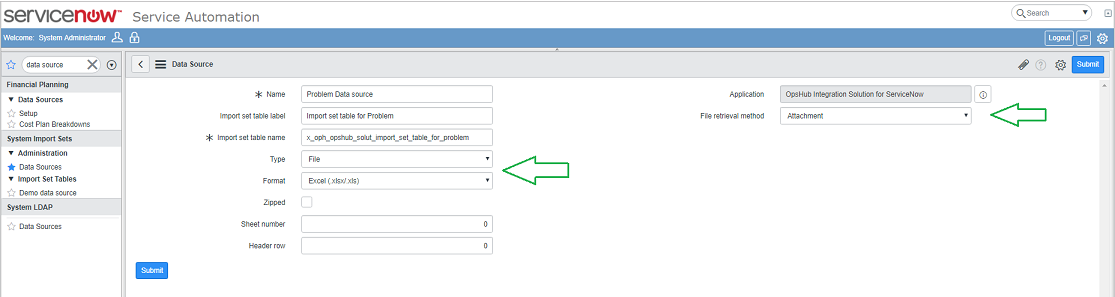 servicenow™ Service Automation
Search
Welcome: System Administrator
Logout
data source
Data Source
Submit
Financial Planning
Data Sources
Setup
Cost Plan Breakdowns
System Import Sets
Administration
Data Sources
Import Set Tables
Demo data source
System LDAP
Data Sources
Name Problem Data source
Import set table label Import set table for Problem
Import set table name x_oph_opshub_solut_import_set_table_for_problem
Type File
Format Excel (.xlsx/.xls)
Zipped
Sheet number 0
Header row 0
Submit
Application OpsHub Integration Solution for ServiceNow
File retrieval method Attachment